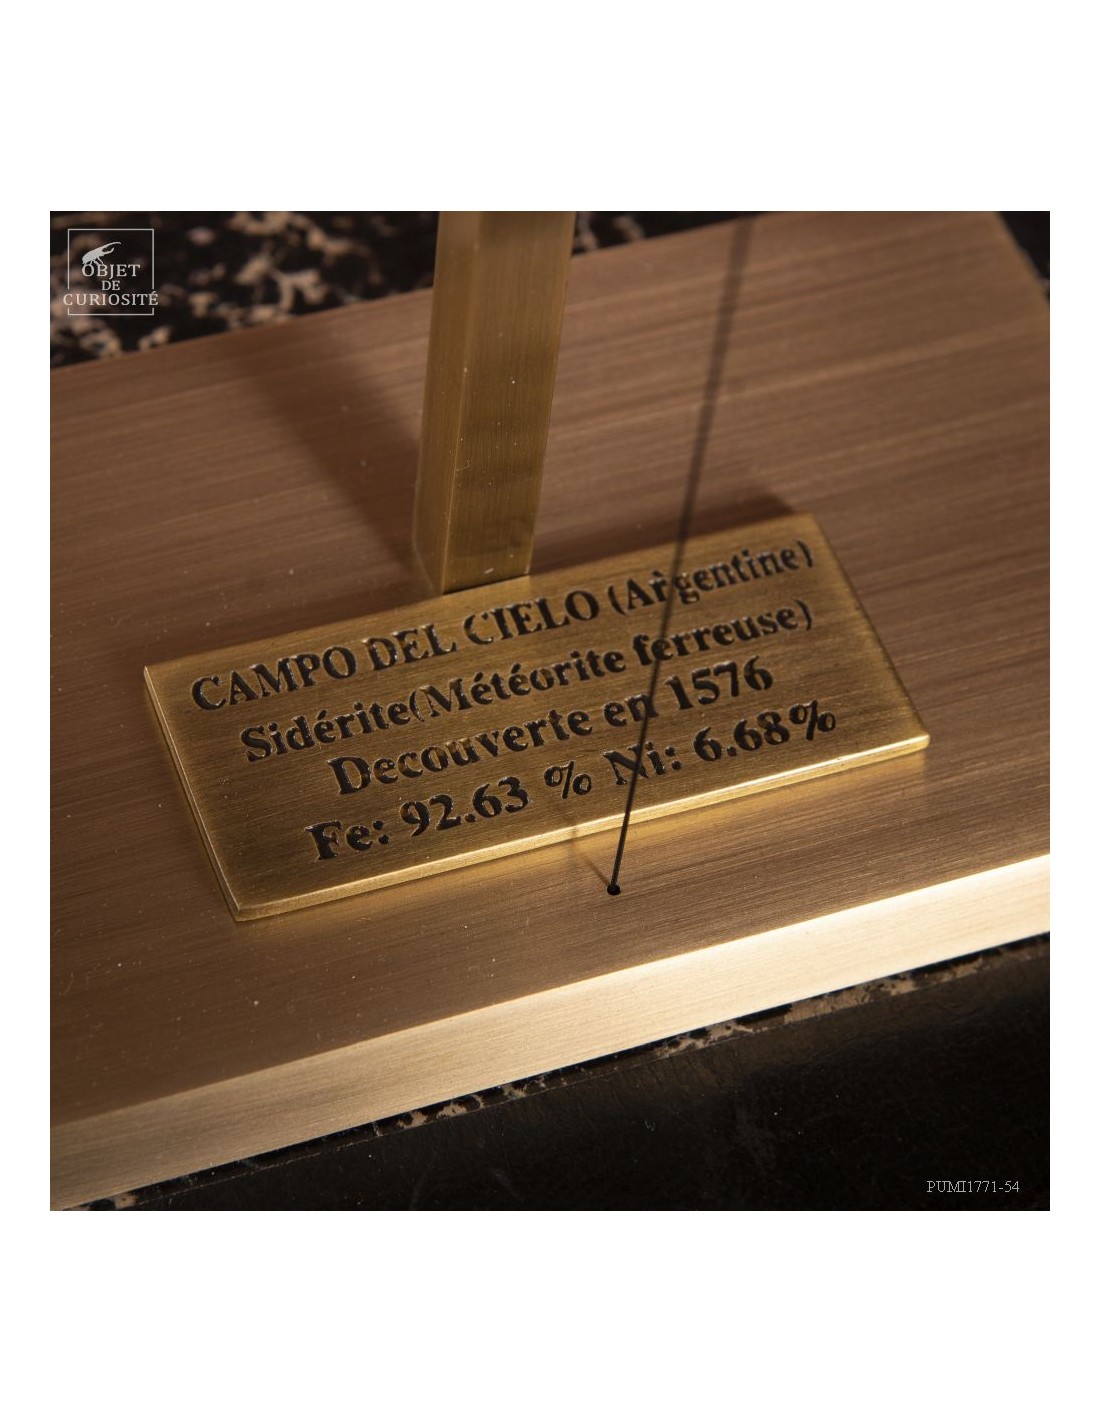 OBJET
DE
CURIOSITÉ
CAMPO DEL CIELO (Argentine)
Sidérite(Météorite ferreuse)
Decouverte en 1576
Fe: 92.63 % Ni: 6.68%
PUMI1771-54